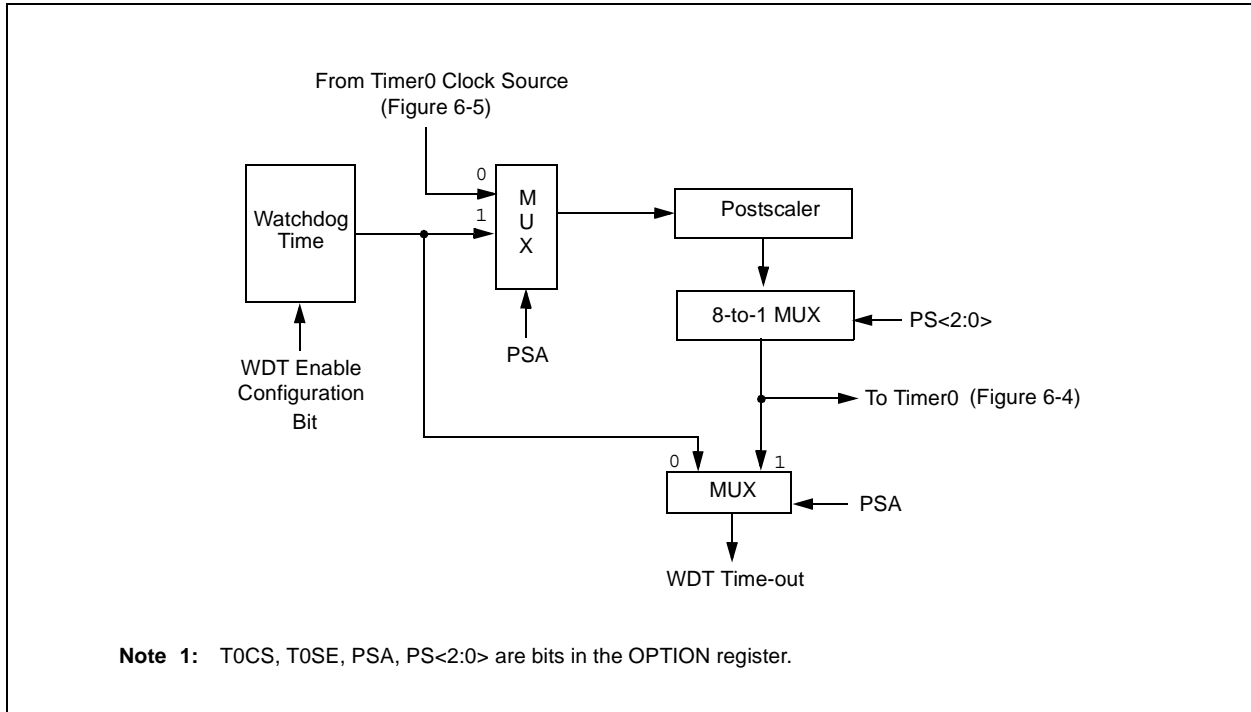 From Timer0 Clock Source
(Figure 6-5)
0
1
M
U
X
Watchdog
Time
Postscaler
8-to-1 MUX
PS<2:0>
PSA
WDT Enable
Configuration
Bit
To Timer0 (Figure 6-4)
0
1
MUX
PSA
WDT Time-out
Note 1: T0CS, T0SE, PSA, PS<2:0> are bits in the OPTION register.